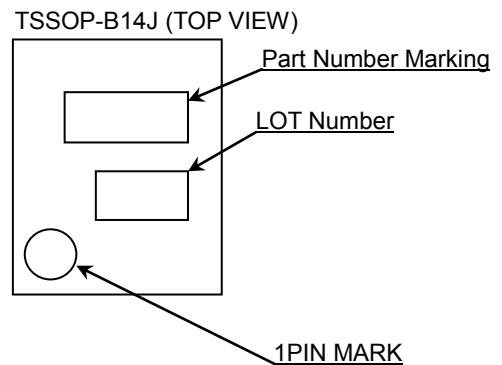 TSSOP-B14J (TOP VIEW)
Part Number Marking
LOT Number
1PIN MARK